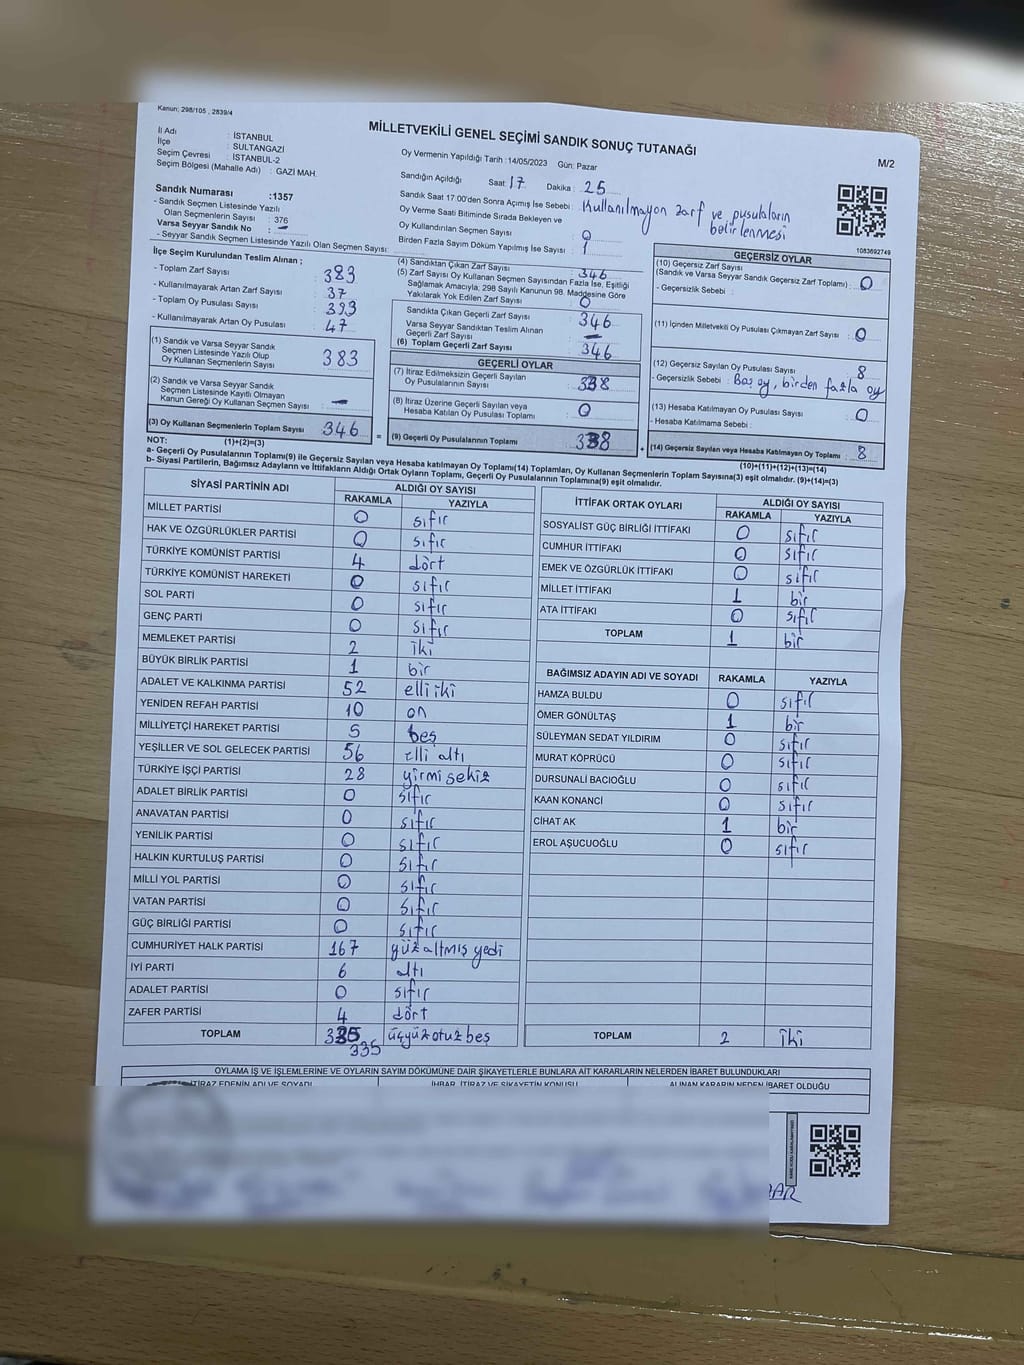 Kanun: 298/105 , 2839/4
MİLLETVEKİLİ GENEL SEÇİMİ SANDIK SONUÇ TUTANAĞI
M/2
İl Adı : İSTANBUL
İlçe : SULTANGAZİ
Seçim Çevresi : İSTANBUL-2
Seçim Bölgesi (Mahalle Adı) : GAZİ MAH.
Oy Vermenin Yapıldığı Tarih : 14/05/2023 Gün: Pazar
Sandığın Açıldığı Saat : 17 Dakika : 25
Sandık Saat 17.00'den Sonra Açımış İse Sebebi : Kullanılmayan zarf ve pusulaların
belirlenmesi
Oy Verme Saati Bitiminde Sırada Bekleyen ve
Oy Kullandırılan Seçmen Sayısı : 0
Birden Fazla Sayım Döküm Yapılmış İse Sayısı : 1
1083692749
Sandık Numarası :1357
- Sandık Seçmen Listesinde Yazılı
Olan Seçmenlerin Sayısı : 376
Varsa Seyyar Sandık No : -
- Seyyar Sandık Seçmen Listesinde Yazılı Olan Seçmen Sayısı:
İlçe Seçim Kurulundan Teslim Alınan ;
- Toplam Zarf Sayısı : 383
- Kullanılmayarak Artan Zarf Sayısı : 37
- Toplam Oy Pusulası Sayısı : 393
- Kullanılmayarak Artan Oy Pusulası : 47
(1) Sandık ve Varsa Seyyar Sandık
Seçmen Listesinde Yazılı Olup
Oy Kullanan Seçmenlerin Sayısı : 383
(2) Sandık ve Varsa Seyyar Sandık
Seçmen Listesinde Kayıtlı Olmayan
Kanun Gereği Oy Kullanan Seçmen Sayısı : -
(3) Oy Kullanan Seçmenlerin Toplam Sayısı : 346
(4) Sandıktan Çıkan Zarf Sayısı : 346
(5) Zarf Sayısı Oy Kullanan Seçmen Sayısından Fazla İse, Eşitliği
Sağlamak Amacıyla, 298 Sayılı Kanunun 98. Maddesine Göre
Yakılarak Yok Edilen Zarf Sayısı : 0
Sandıkta Çıkan Geçerli Zarf Sayısı : 346
Varsa Seyyar Sandıktan Teslim Alınan
Geçerli Zarf Sayısı : -
(6) Toplam Geçerli Zarf Sayısı : 346
GEÇERLİ OYLAR
(7) İtiraz Edilmeksizin Geçerli Sayılan
Oy Pusulalarının Sayısı : 338
(8) İtiraz Üzerine Geçerli Sayılan veya
Hesaba Katılan Oy Pusulası Toplamı : 0
= (9) Geçerli Oy Pusulalarının Toplamı : 338
GEÇERSİZ OYLAR
(10) Geçersiz Zarf Sayısı
(Sandık ve Varsa Seyyar Sandık Geçersiz Zarf Toplamı) : 0
- Geçersizlik Sebebi :
(11) İçinden Milletvekili Oy Pusulası Çıkmayan Zarf Sayısı : 0
(12) Geçersiz Sayılan Oy Pusulası Sayısı : 8
- Geçersizlik Sebebi : Boş oy, birden fazla oy
(13) Hesaba Katılmayan Oy Pusulası Sayısı : 0
- Hesaba Katılmama Sebebi :
+ (14) Geçersiz Sayılan veya Hesaba Katılmayan Oy Toplamı : 8
NOT: (1)+(2)=(3)
(10)+(11)+(12)+(13)=(14)
a- Geçerli Oy Pusulalarının Toplamı(9) ile Geçersiz Sayılan veya Hesaba katılmayan Oy Toplamı(14) Toplamları, Oy Kullanan Seçmenlerin Toplam Sayısına(3) eşit olmalıdır. (9)+(14)=(3)
b- Siyasi Partilerin, Bağımsız Adayların ve İttifakların Aldığı Ortak Oyların Toplamı, Geçerli Oy Pusulalarının Toplamına(9) eşit olmalıdır.
SİYASİ PARTİNİN ADI ALDIĞI OY SAYISI
RAKAMLA YAZIYLA
MİLLET PARTİSİ 0 sıfır
HAK VE ÖZGÜRLÜKLER PARTİSİ 0 sıfır
TÜRKİYE KOMÜNİST PARTİSİ 4 dört
TÜRKİYE KOMÜNİST HAREKETİ 0 sıfır
SOL PARTİ 0 sıfır
GENÇ PARTİ 0 sıfır
MEMLEKET PARTİSİ 2 iki
BÜYÜK BİRLİK PARTİSİ 1 bir
ADALET VE KALKINMA PARTİSİ 52 elli iki
YENİDEN REFAH PARTİSİ 10 on
MİLLİYETÇİ HAREKET PARTİSİ 5 beş
YEŞİLLER VE SOL GELECEK PARTİSİ 56 elli altı
TÜRKİYE İŞÇİ PARTİSİ 28 yirmi sekiz
ADALET BİRLİK PARTİSİ 0 sıfır
ANAVATAN PARTİSİ 0 sıfır
YENİLİK PARTİSİ 0 sıfır
HALKIN KURTULUŞ PARTİSİ 0 sıfır
MİLLİ YOL PARTİSİ 0 sıfır
VATAN PARTİSİ 0 sıfır
GÜÇ BİRLİĞİ PARTİSİ 0 sıfır
CUMHURİYET HALK PARTİSİ 167 yüz altmış yedi
İYİ PARTİ 6 altı
ADALET PARTİSİ 0 sıfır
ZAFER PARTİSİ 4 dört
TOPLAM 335 üçyüz otuz beş
335
İTTİFAK ORTAK OYLARI ALDIĞI OY SAYISI
RAKAMLA YAZIYLA
SOSYALİST GÜÇ BİRLİĞİ İTTİFAKI 0 sıfır
CUMHUR İTTİFAKI 0 sıfır
EMEK VE ÖZGÜRLÜK İTTİFAKI 0 sıfır
MİLLET İTTİFAKI 1 bir
ATA İTTİFAKI 0 sıfır
TOPLAM 1 bir
BAĞIMSIZ ADAYIN ADI VE SOYADI RAKAMLA YAZIYLA
HAMZA BULDU 0 sıfır
ÖMER GÖNÜLTAŞ 1 bir
SÜLEYMAN SEDAT YILDIRIM 0 sıfır
MURAT KÖPRÜCÜ 0 sıfır
DURSUNALİ BACIOĞLU 0 sıfır
KAAN KONANCİ 0 sıfır
CİHAT AK 1 bir
EROL AŞUCUOĞLU 0 sıfır
TOPLAM 2 iki
OYLAMA İŞ VE İŞLEMLERİNE VE OYLARIN SAYIM DÖKÜMÜNE DAİR ŞİKAYETLERLE BUNLARA AİT KARARLARIN NELERDEN İBARET BULUNDUKLARI
İTİRAZ EDENİN ADI VE SOYADI İHBAR, İTİRAZ VE ŞİKAYETİN KONUSU ALINAN KARARIN NEDEN İBARET OLDUĞU